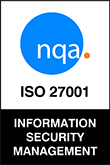 nqa.
ISO 27001
INFORMATION
SECURITY
MANAGEMENT